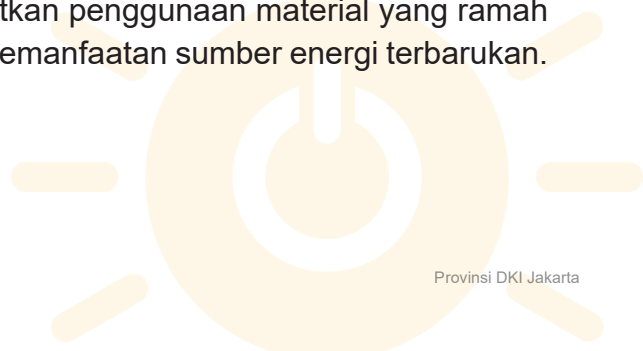 tkan penggunaan material yang ramah
emanfaatan sumber energi terbarukan.
Provinsi DKI Jakarta